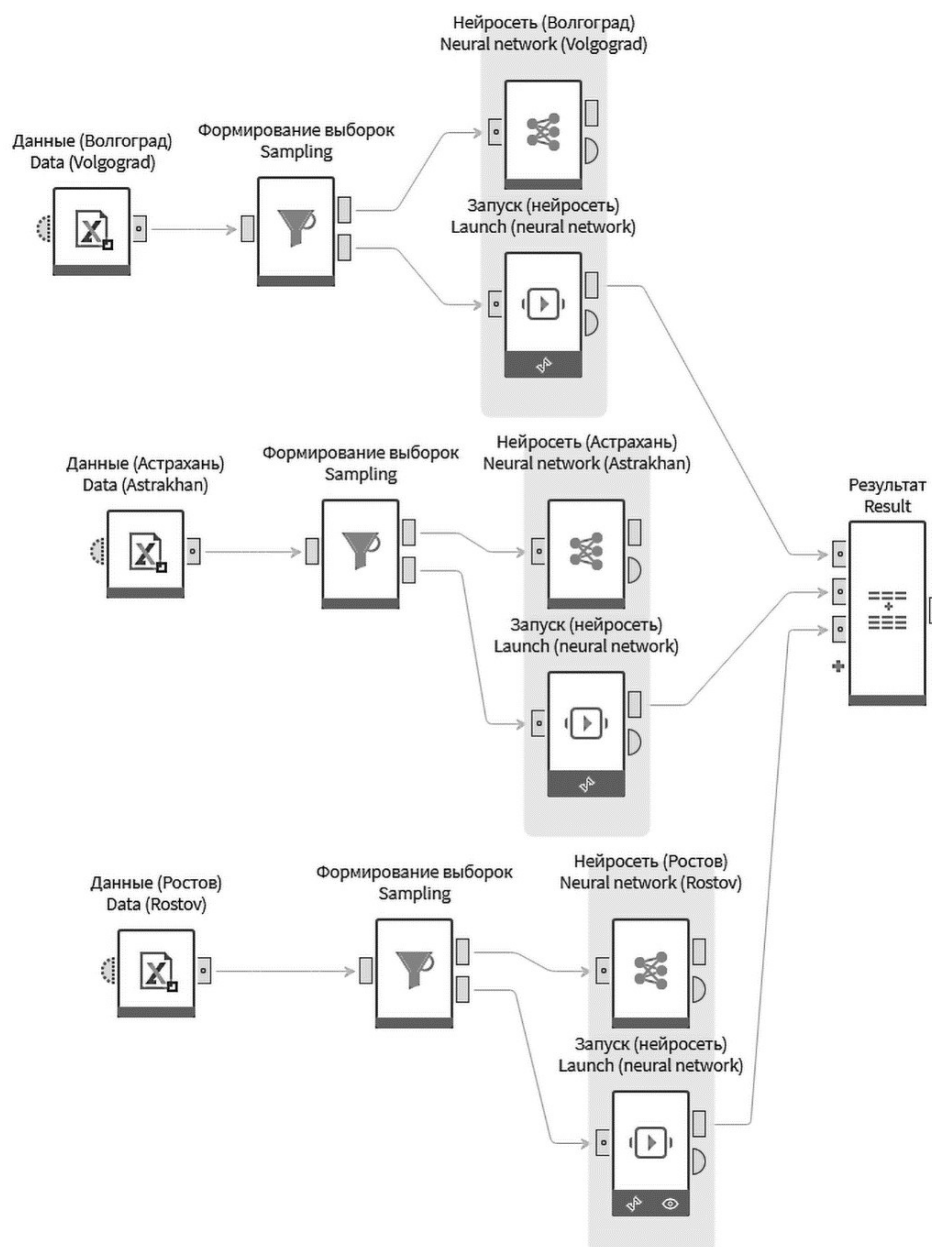 Нейросеть (Волгоград)
Neural network (Volgograd)
Данные (Волгоград)
Data (Volgograd)
Формирование выборок
Sampling
Запуск (нейросеть)
Launch (neural network)
Данные (Астрахань)
Data (Astrakhan)
Формирование выборок
Sampling
Нейросеть (Астрахань)
Neural network (Astrakhan)
Запуск (нейросеть)
Launch (neural network)
Результат
Result
Данные (Ростов)
Data (Rostov)
Формирование выборок
Sampling
Нейросеть (Ростов)
Neural network (Rostov)
Запуск (нейросеть)
Launch (neural network)